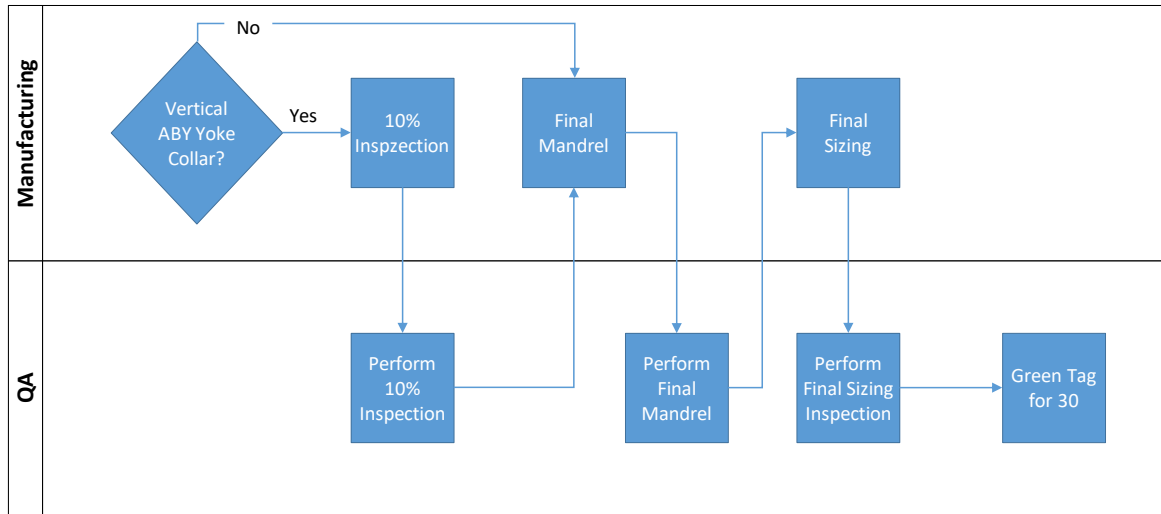 Manufacturing
No
Vertical
ABY Yoke
Collar?
Yes
10%
Inspzection
Final
Mandrel
Final
Sizing
QA
Perform
10%
Inspection
Perform
Final
Mandrel
Perform
Final Sizing
Inspection
Green Tag
for 30